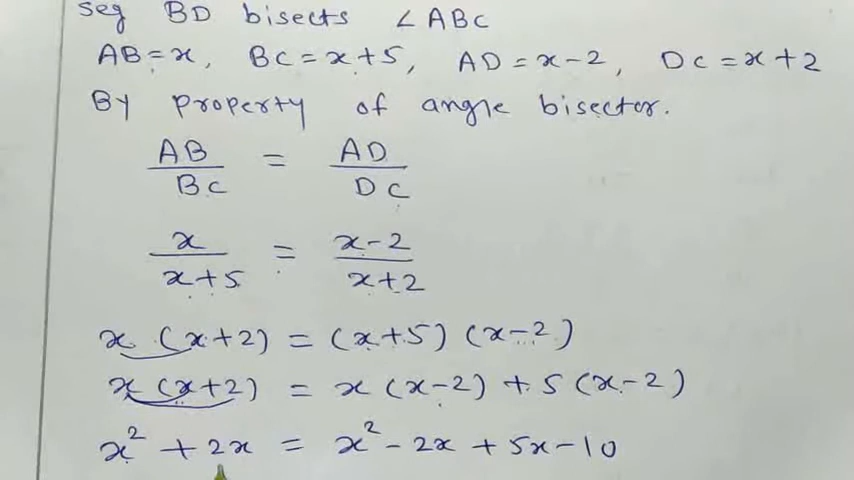 seg BD bisects ∠ABC
AB = x, BC = x+5, AD = x-2, DC = x+2
By property of angle bisector.
AB/BC = AD/DC
x/x+5 = x-2/x+2
x (x+2) = (x+5) (x-2)
x (x+2) = x (x-2) + 5 (x-2)
x² + 2x = x² - 2x + 5x - 10